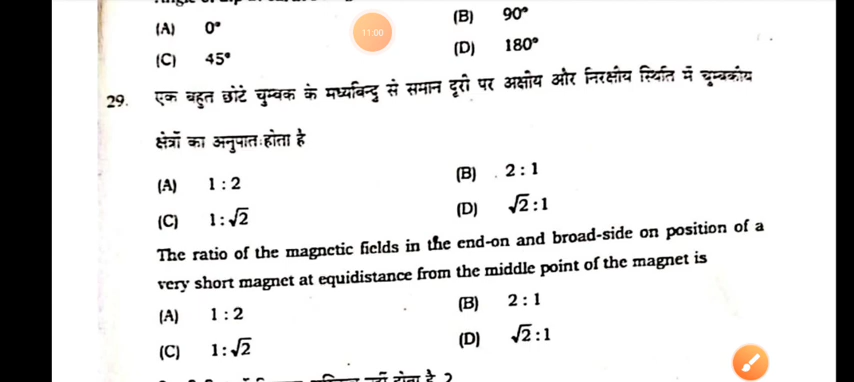 (A) 0°
(B) 90°
(C) 45°
(D) 180°
11:00
29. एक बहुत छोटे चुम्बक के मध्यबिन्दु से समान दूरी पर अक्षीय और निरक्षीय स्थिति में चुम्बकीय
क्षेत्रों का अनुपात होता है
(A) 1 : 2
(B) 2 : 1
(C) 1 : √2
(D) √2 : 1
The ratio of the magnetic fields in the end-on and broad-side on position of a
very short magnet at equidistance from the middle point of the magnet is
(A) 1 : 2
(B) 2 : 1
(C) 1 : √2
(D) √2 : 1